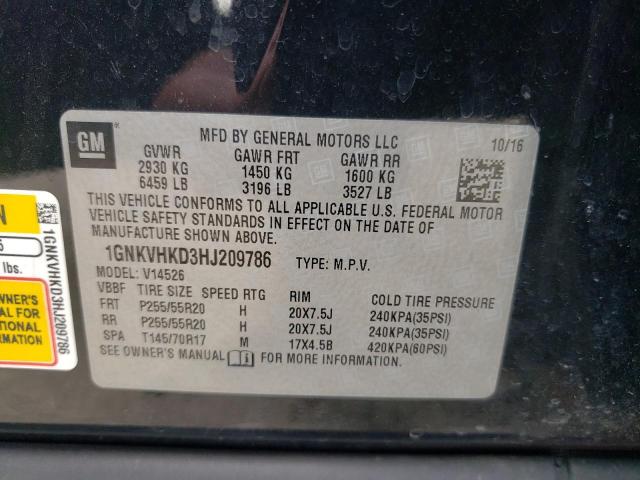 GM
MFD BY GENERAL MOTORS LLC 10/16
GVWR GAWR FRT GAWR RR
2930 KG 1450 KG 1600 KG
6459 LB 3196 LB 3527 LB
THIS VEHICLE CONFORMS TO ALL APPLICABLE U.S. FEDERAL MOTOR
VEHICLE SAFETY STANDARDS IN EFFECT ON THE DATE OF
MANUFACTURE SHOWN ABOVE.
1GNKVHKD3HJ209786 TYPE: M.P.V.
MODEL: V14526
VBBF TIRE SIZE SPEED RTG RIM COLD TIRE PRESSURE
FRT P255/55R20 H 20X7.5J 240KPA(35PSI)
RR P255/55R20 H 20X7.5J 240KPA(35PSI)
SPA T145/70R17 M 17X4.5B 420KPA(60PSI)
SEE OWNER'S MANUAL FOR MORE INFORMATION.
N
lbs.
OWNER'S
FOR
1GNKVHKD3HJ209786